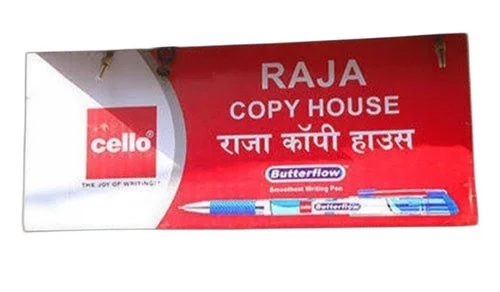 RAJA
COPY HOUSE
राजा कॉपी हाउस
cello®
THE JOY OF WRITING!
Butterflow
Smoothest Writing Pen
Butterflow